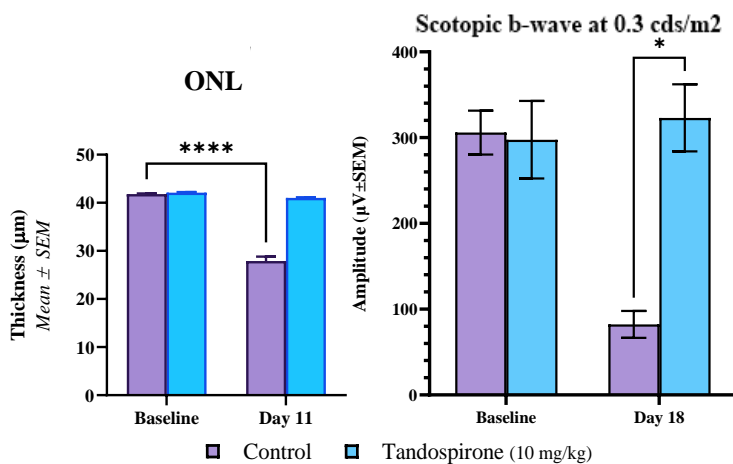 ONL
****
Thickness (μm)
Mean ± SEM
50
40
30
20
10
0
Baseline
Day 11
Scotopic b-wave at 0.3 cds/m2
*
Amplitude (μV±SEM)
400
300
200
100
0
Baseline
Day 18
Control
Tandospirone (10 mg/kg)